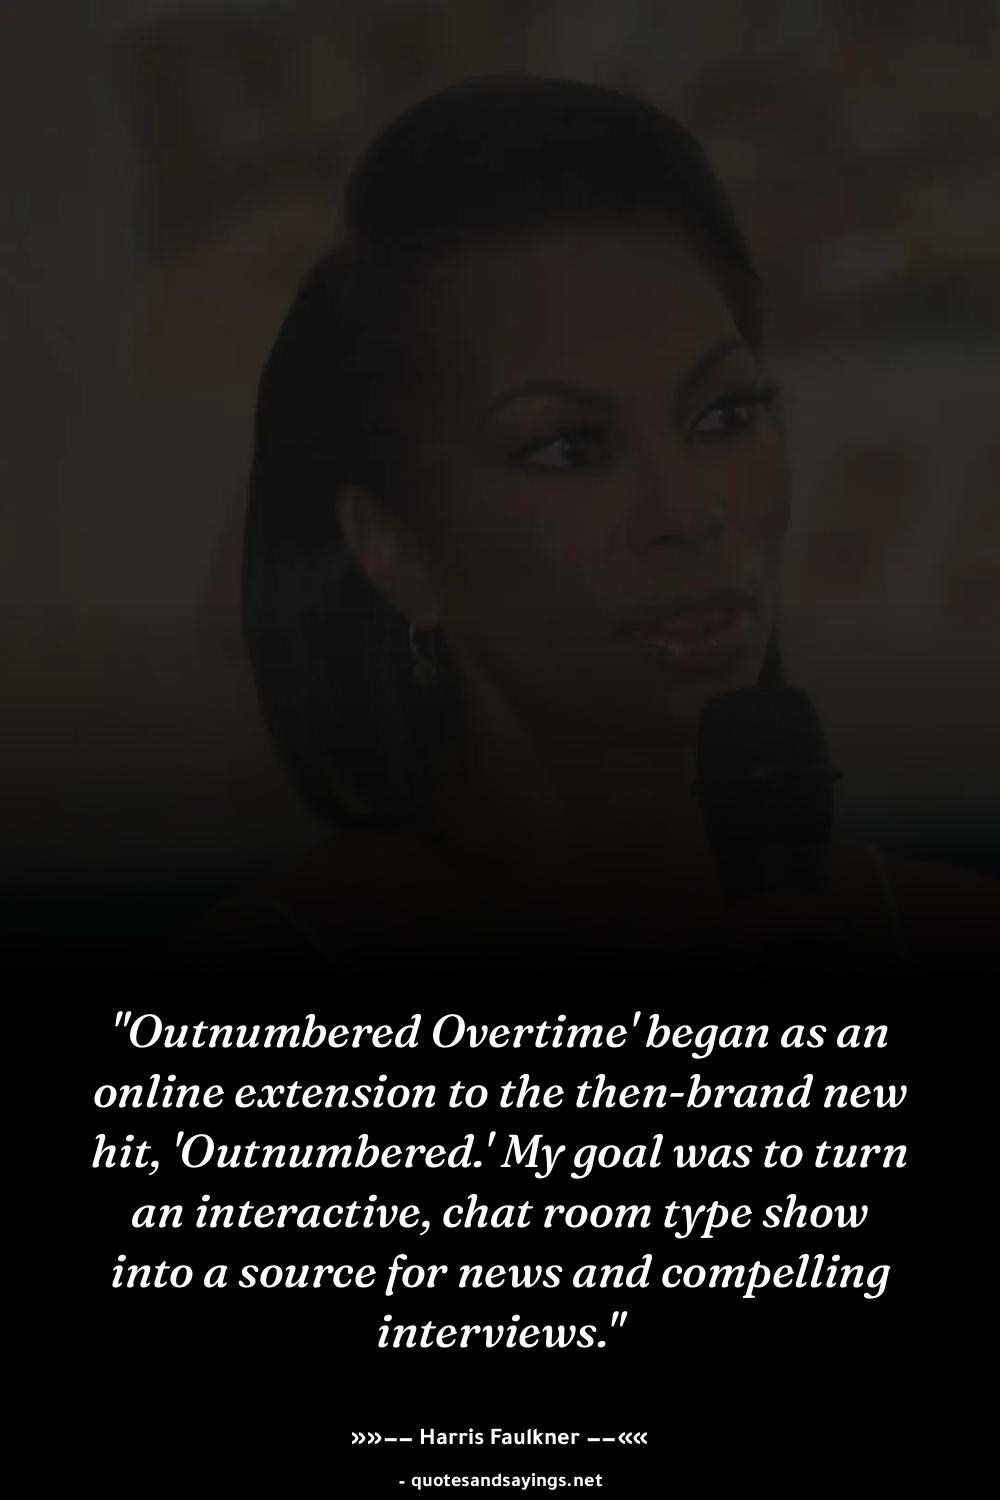 "Outnumbered Overtime' began as an
online extension to the then-brand new
hit, 'Outnumbered.' My goal was to turn
an interactive, chat room type show
into a source for news and compelling
interviews."
»»–– Harris Faulkner ––««
- quotesandsayings.net